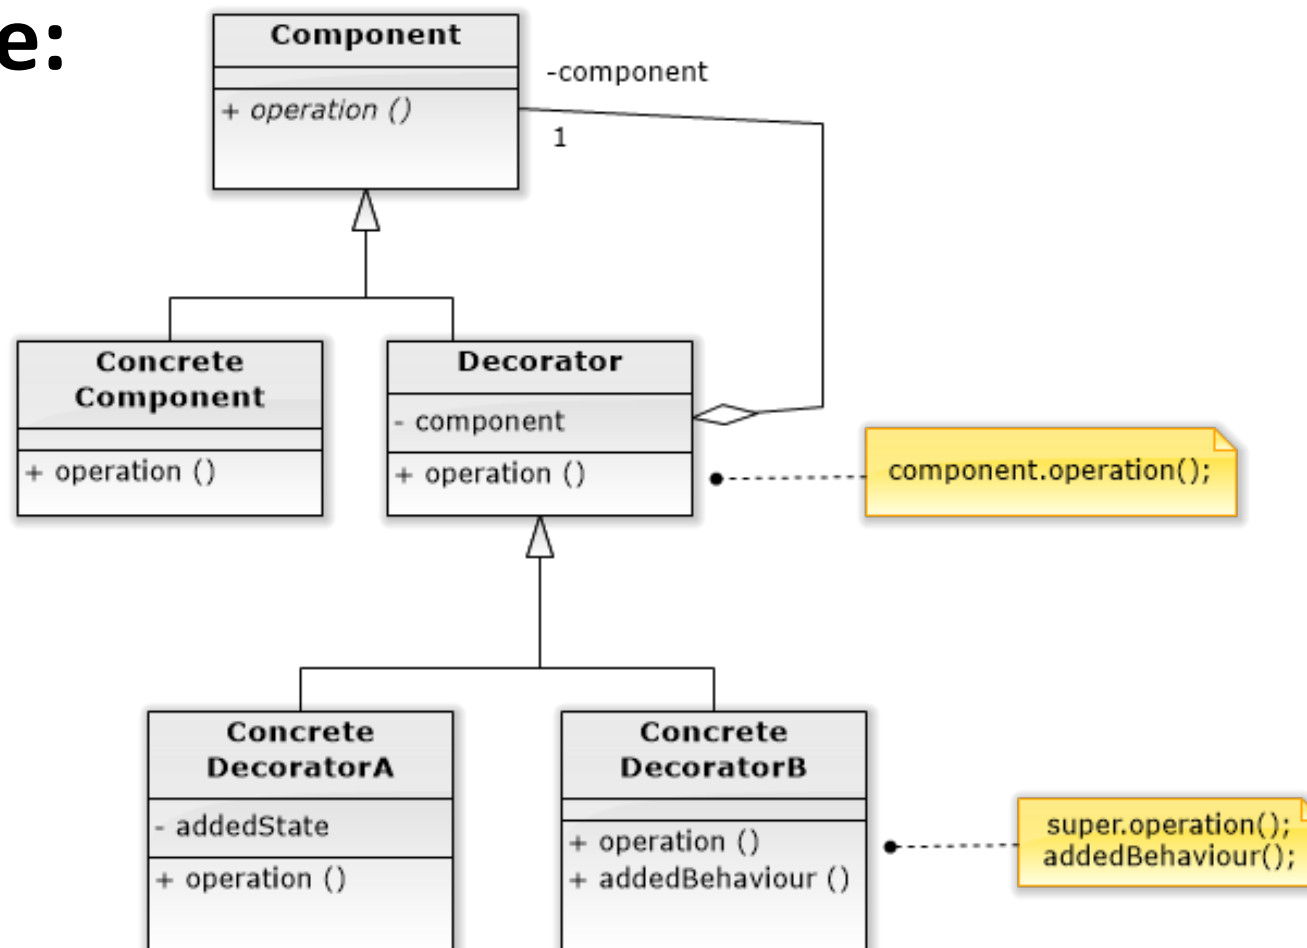 e:
Component
+ operation ()
-component
1
Concrete
Component
+ operation ()
Decorator
- component
+ operation ()
component.operation();
Concrete
DecoratorA
- addedState
+ operation ()
Concrete
DecoratorB
+ operation ()
+ addedBehaviour ()
super.operation();
addedBehaviour();